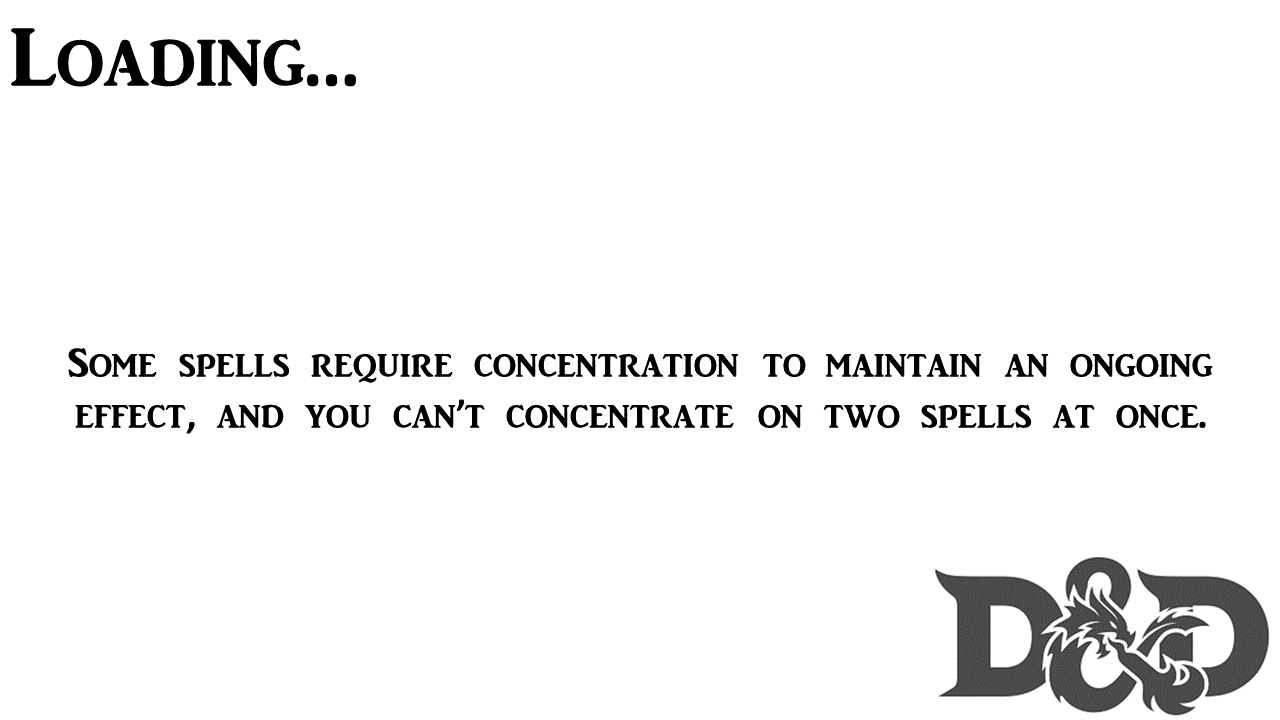 Loading...
Some spells require concentration to maintain an ongoing
effect, and you can't concentrate on two spells at once.
D&D